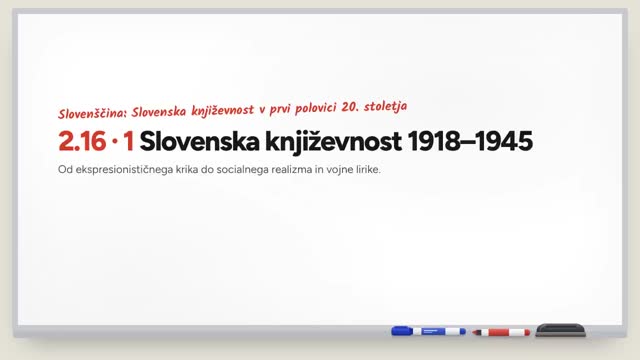 Slovenščina: Slovenska književnost v prvi polovici 20. stoletja
2.16 · 1 Slovenska književnost 1918–1945
Od ekspresionističnega krika do socialnega realizma in vojne lirike.